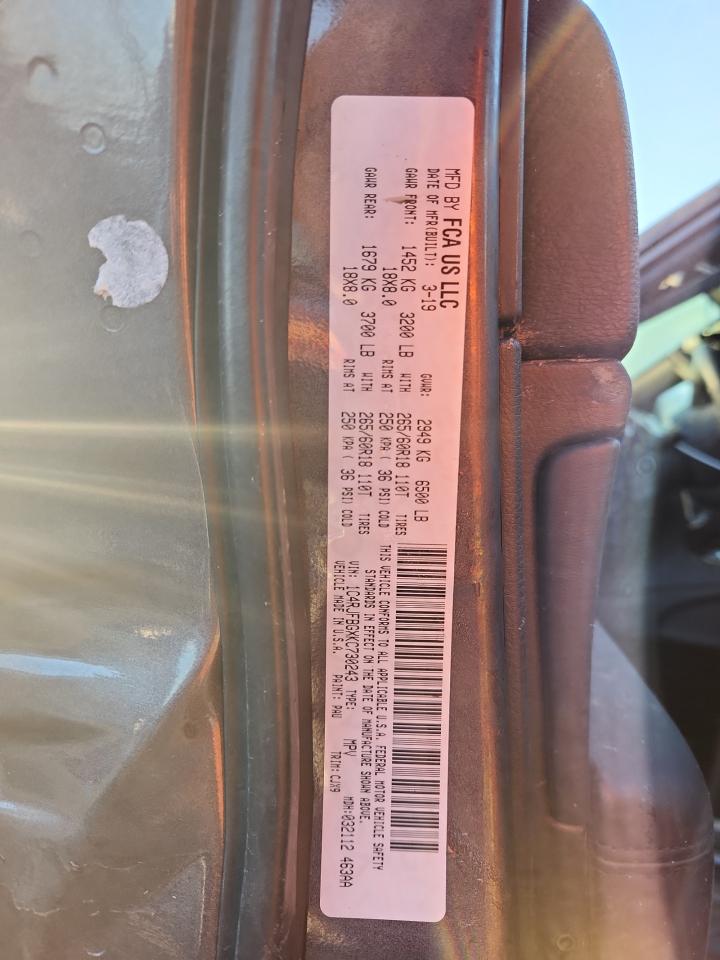 MFD BY FCA US LLC
DATE OF MFR(BUILT): 3-19 GVWR: 2949 KG 6500 LB
GAWR FRONT: 1452 KG 3200 LB WITH 265/60R18 110T TIRES
18X8.0 RIMS AT 250 KPA ( 36 PSI) COLD
GAWR REAR: 1679 KG 3700 LB WITH 265/60R18 110T TIRES
18X8.0 RIMS AT 250 KPA ( 36 PSI) COLD
THIS VEHICLE CONFORMS TO ALL APPLICABLE U.S.A. FEDERAL MOTOR VEHICLE SAFETY
STANDARDS IN EFFECT ON THE DATE OF MANUFACTURE SHOWN ABOVE.
VIN: 1C4RJFBGXKC730243 TYPE: MPV MDH:032112 463AA
VEHICLE MADE IN U.S.A. PAINT: PAU TRIM: CJX9